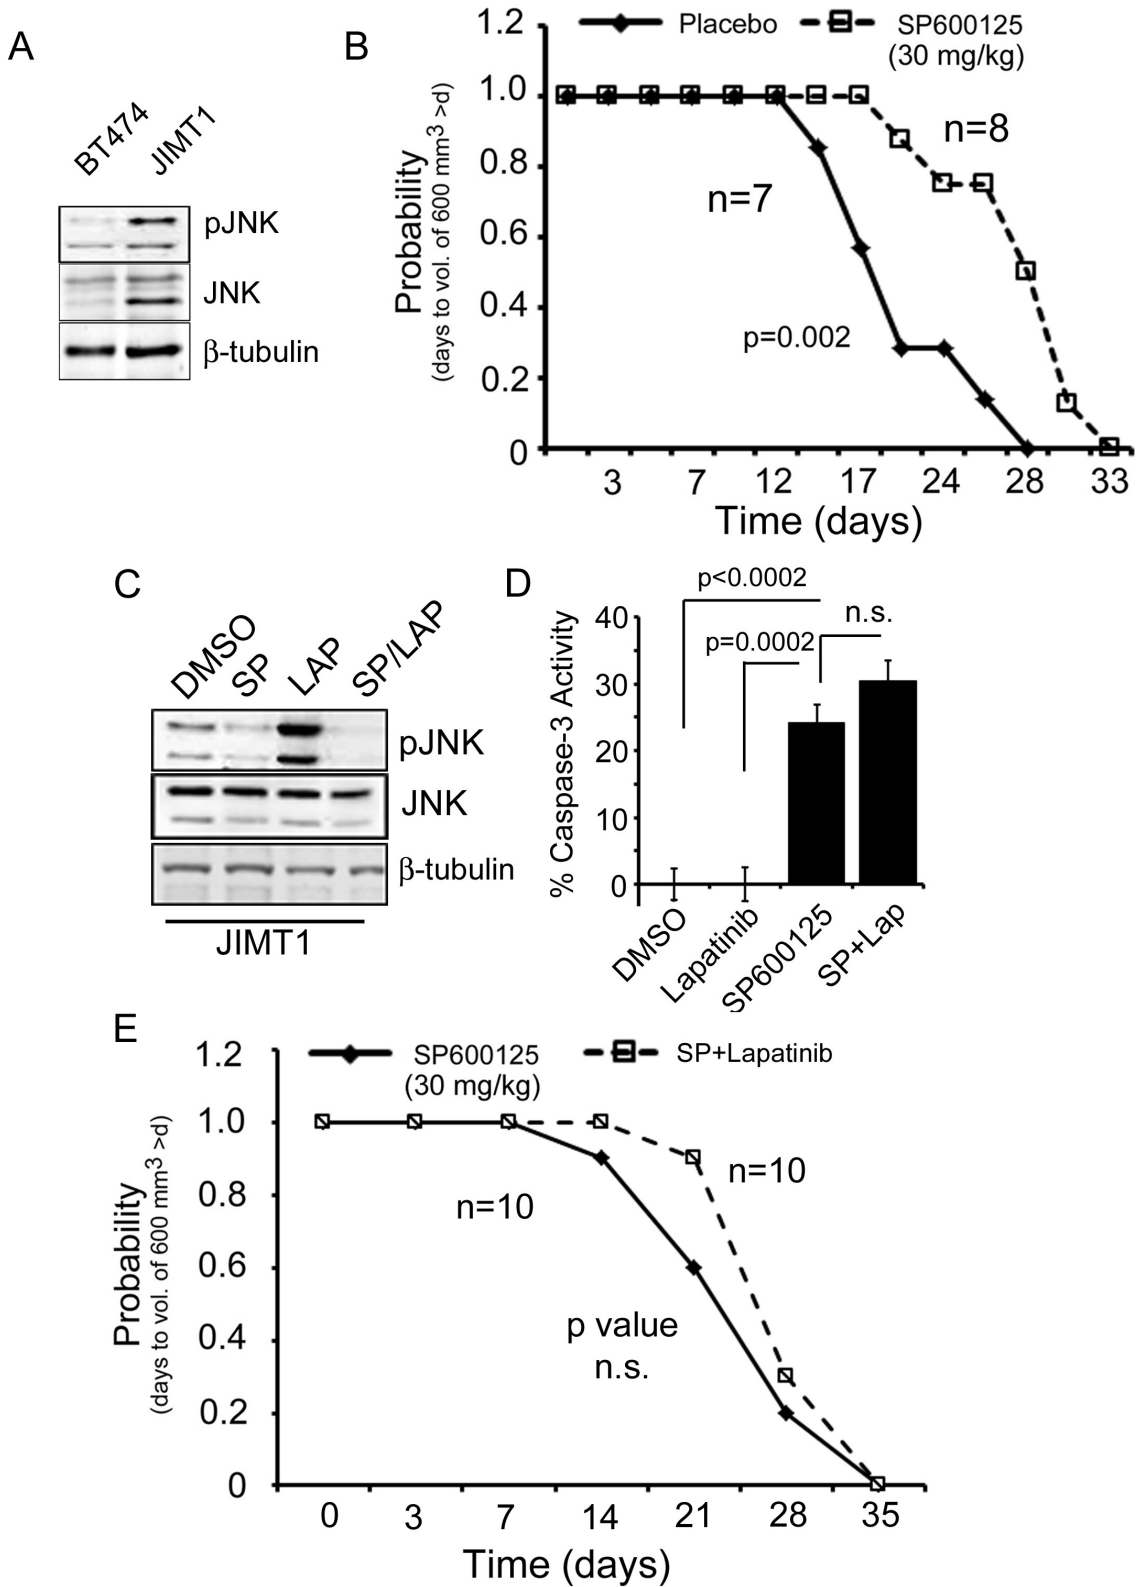 A
BT474
JIMT1
pJNK
JNK
β-tubulin
B
Placebo
SP600125
(30 mg/kg)
Probability
(days to vol. of 600 mm³ >d)
1.2
1.0
0.8
0.6
0.4
0.2
0
n=8
n=7
p=0.002
3 7 12 17 24 28 33
Time (days)
C
DMSO
SP
LAP
SP/LAP
pJNK
JNK
β-tubulin
JIMT1
D
p<0.0002
n.s.
p=0.0002
% Caspase-3 Activity
40
30
20
10
0
DMSO
Lapatinib
SP600125
SP+Lap
E
SP600125
(30 mg/kg)
SP+Lapatinib
Probability
(days to vol. of 600 mm³ >d)
1.2
1.0
0.8
0.6
0.4
0.2
0
n=10
n=10
p value
n.s.
0 3 7 14 21 28 35
Time (days)